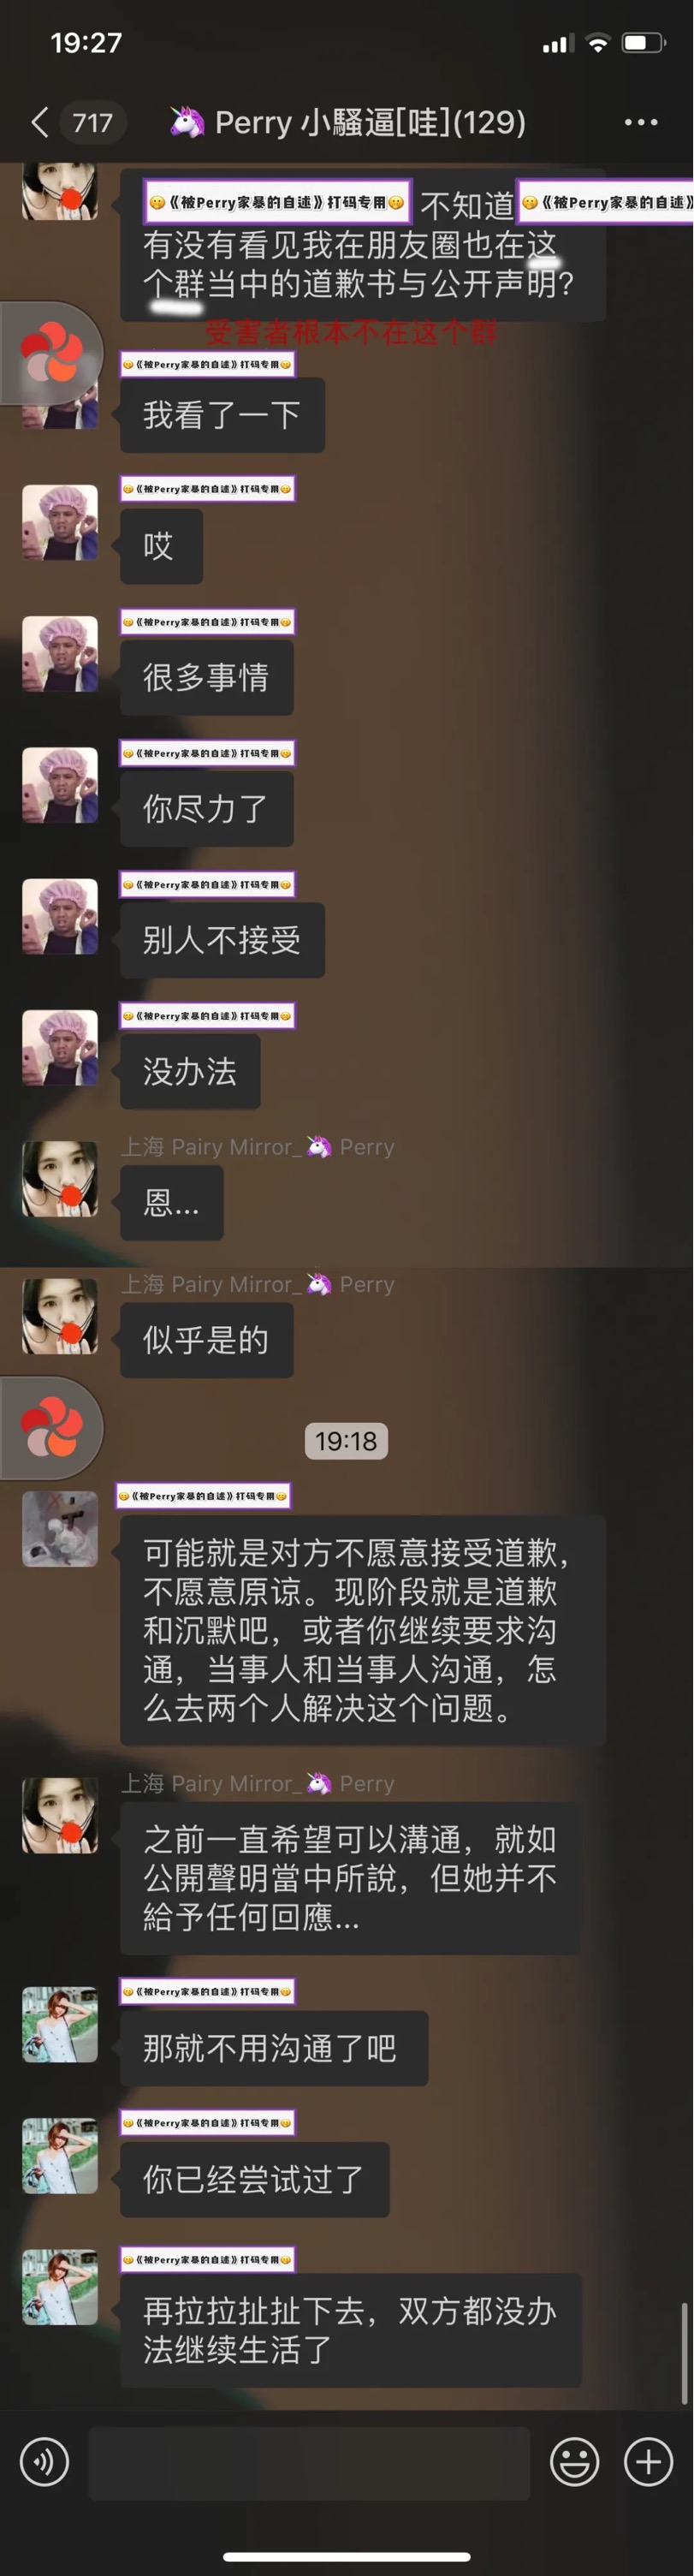 19:27
717
🦄 Perry 小騷逼[哇](129)
🤭《被Perry家暴的自述》打码专用🤭 不知道 🤭《被Perry家暴的自述》
有没有看见我在朋友圈也在这
个群当中的道歉书与公开声明?
受害者根本不在这个群
🤭《被Perry家暴的自述》打码专用🤭
我看了一下
🤭《被Perry家暴的自述》打码专用🤭
哎
🤭《被Perry家暴的自述》打码专用🤭
很多事情
🤭《被Perry家暴的自述》打码专用🤭
你尽力了
🤭《被Perry家暴的自述》打码专用🤭
别人不接受
🤭《被Perry家暴的自述》打码专用🤭
没办法
上海 Pairy Mirror_🦄 Perry
恩...
上海 Pairy Mirror_🦄 Perry
似乎是的
19:18
🤭《被Perry家暴的自述》打码专用🤭
可能就是对方不愿意接受道歉，
不愿意原谅。现阶段就是道歉
和沉默吧，或者你继续要求沟
通，当事人和当事人沟通，怎
么去两个人解决这个问题。
上海 Pairy Mirror_🦄 Perry
之前一直希望可以溝通，就如
公開聲明當中所說，但她并不
給予任何回應...
🤭《被Perry家暴的自述》打码专用🤭
那就不用沟通了吧
🤭《被Perry家暴的自述》打码专用🤭
你已经尝试过了
🤭《被Perry家暴的自述》打码专用🤭
再拉拉扯扯下去，双方都没办
法继续生活了